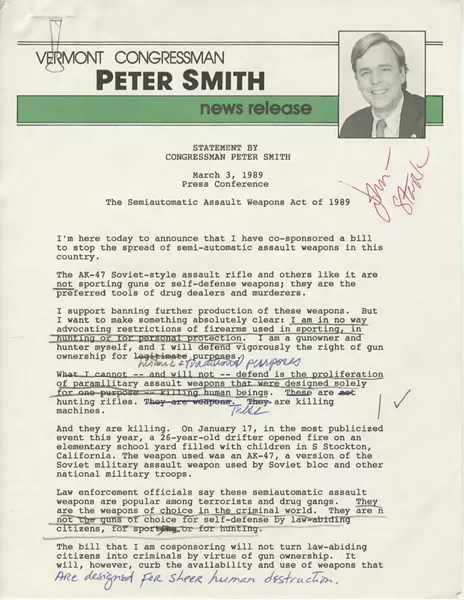 VERMONT CONGRESSMAN
PETER SMITH
news release
STATEMENT BY
CONGRESSMAN PETER SMITH
March 3, 1989
Press Conference
The Semiautomatic Assault Weapons Act of 1989
John—
Stark
I'm here today to announce that I have co-sponsored a bill
to stop the spread of semi-automatic assault weapons in this
country.
The AK-47 Soviet-style assault rifle and others like it are
not sporting guns or self-defense weapons; they are the
preferred tools of drug dealers and murderers.
I support banning further production of these weapons. But
I want to make something absolutely clear: I am in no way
advocating restrictions of firearms used in sporting, in
hunting or for personal protection. I am a gunowner and
hunter myself, and I will defend vigorously the right of gun
ownership for legitimate purposes.
historic & traditional purposes
What I cannot -- and will not -- defend is the proliferation
of paramilitary assault weapons that were designed solely
for one purpose -- killing human beings. These are not
hunting rifles. They are weapons. They are killing
These
machines.
And they are killing. On January 17, in the most publicized
event this year, a 26-year-old drifter opened fire on an
elementary school yard filled with children in S Stockton,
California. The weapon used was an AK-47, a version of the
Soviet military assault weapon used by Soviet bloc and other
national military troops.
Law enforcement officials say these semiautomatic assault
weapons are popular among terrorists and drug gangs. They
are the weapons of choice in the criminal world. They are n
not the guns of choice for self-defense by law-abiding
citizens, for sporting or for hunting.
The bill that I am cosponsoring will not turn law-abiding
citizens into criminals by virtue of gun ownership. It
will, however, curb the availability and use of weapons that
are designed for sheer human destruction.